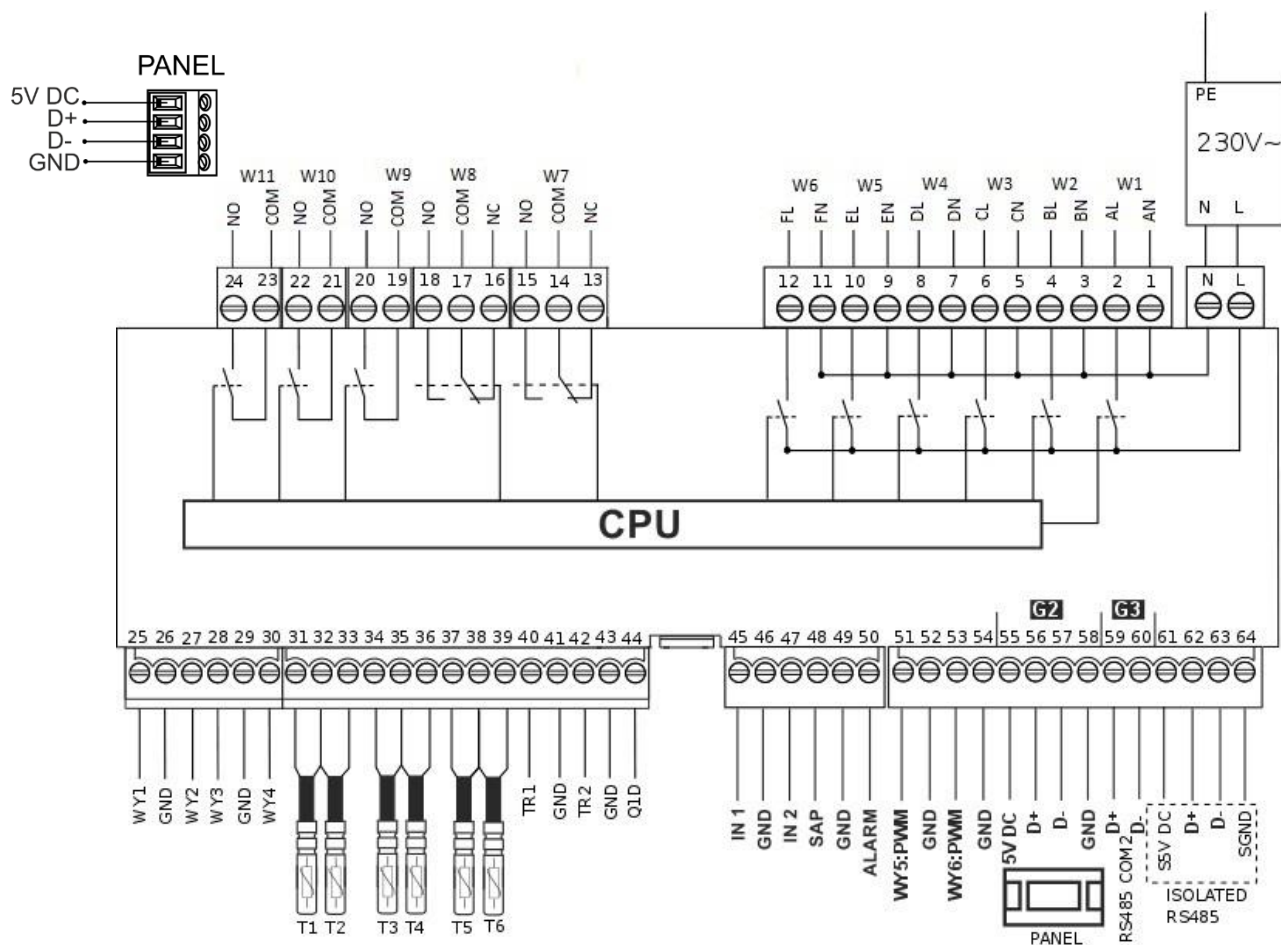 PANEL
5V DC
D+
D-
GND
PE
230V~
N L
W11 W10 W9 W8 W7
NO COM NO COM NO COM NO COM NC NO COM NC
24 23 22 21 20 19 18 17 16 15 14 13
W6 W5 W4 W3 W2 W1
FL FN EL EN DL DN CL CN BL BN AL AN
12 11 10 9 8 7 6 5 4 3 2 1
N L
CPU
G2 G3
25 26 27 28 29 30 31 32 33 34 35 36 37 38 39 40 41 42 43 44
45 46 47 48 49 50
51 52 53 54 55 56 57 58 59 60 61 62 63 64
WY1 GND WY2 WY3 GND WY4
T1 T2 T3 T4 T5 T6
TR1 GND TR2 GND Q1D
IN 1 GND IN 2 SAP GND ALARM
WY5:PWM GND WY6:PWM GND 5V DC D+ D- GND D+ D- S5V DC D+ D- SGND
PANEL
RS485 COM2
ISOLATED
RS485